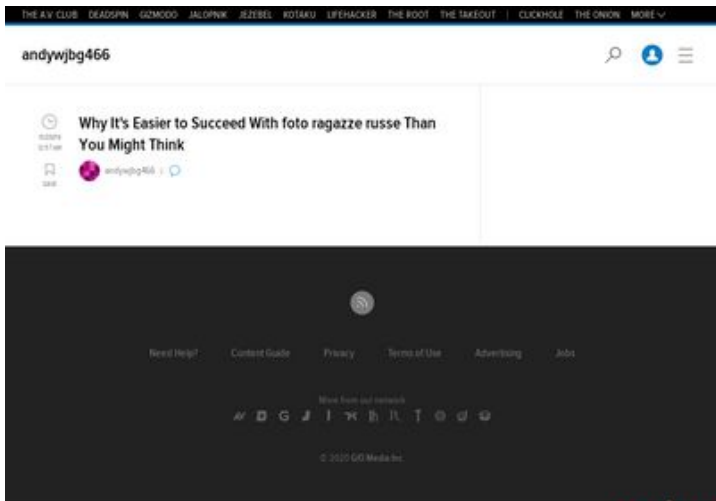 THE A.V. CLUB DEADSPIN GIZMODO JALOPNIK JEZEBEL KOTAKU LIFEHACKER THE ROOT THE TAKEOUT | CLICKHOLE THE ONION MORE
andywjbg466
Why It's Easier to Succeed With foto ragazze russe Than
You Might Think
andywjbg466
Save
Need Help? Content Guide Privacy Terms of Use Advertising Jobs
More from our network
© 2020 G/O Media Inc.